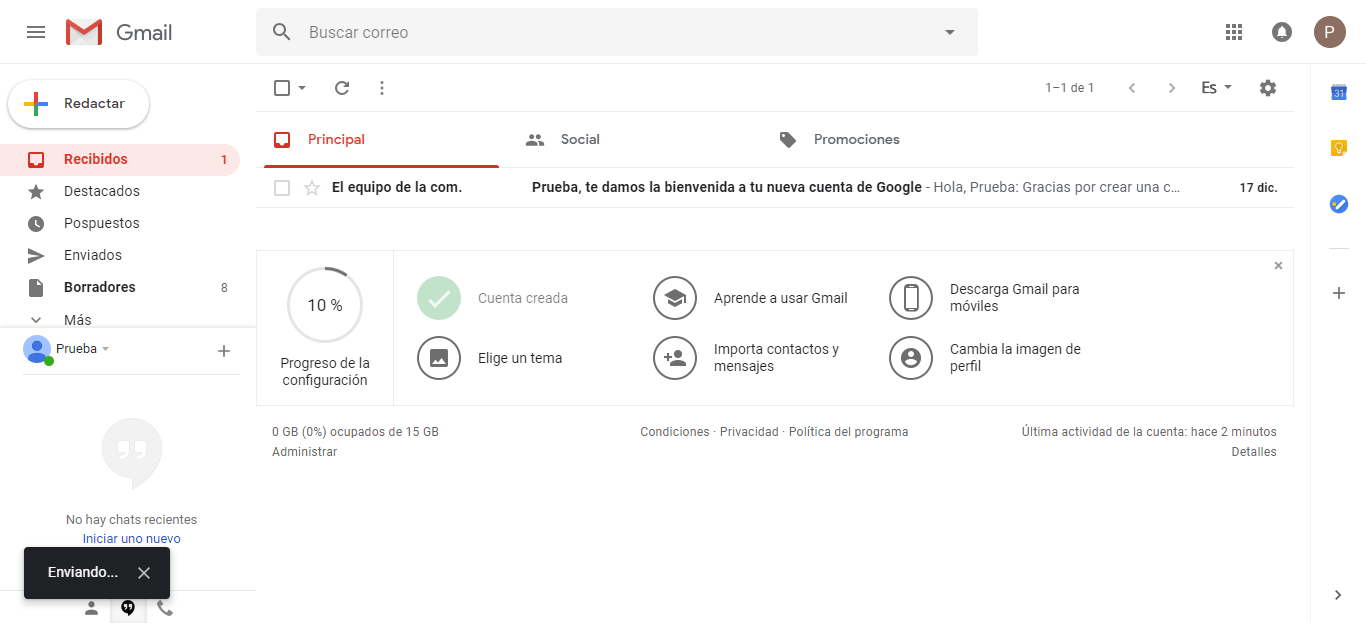 Gmail
Buscar correo
P
Redactar
1–1 de 1
Es
31
Recibidos 1
Destacados
Pospuestos
Enviados
Borradores 8
Más
Prueba
No hay chats recientes
Iniciar uno nuevo
Enviando...
Principal
Social
Promociones
El equipo de la com. Prueba, te damos la bienvenida a tu nueva cuenta de Google - Hola, Prueba: Gracias por crear una c… 17 dic.
10 %
Progreso de la
configuración
Cuenta creada
Aprende a usar Gmail
Descarga Gmail para
móviles
Elige un tema
Importa contactos y
mensajes
Cambia la imagen de
perfil
0 GB (0%) ocupados de 15 GB
Administrar
Condiciones · Privacidad · Política del programa
Última actividad de la cuenta: hace 2 minutos
Detalles